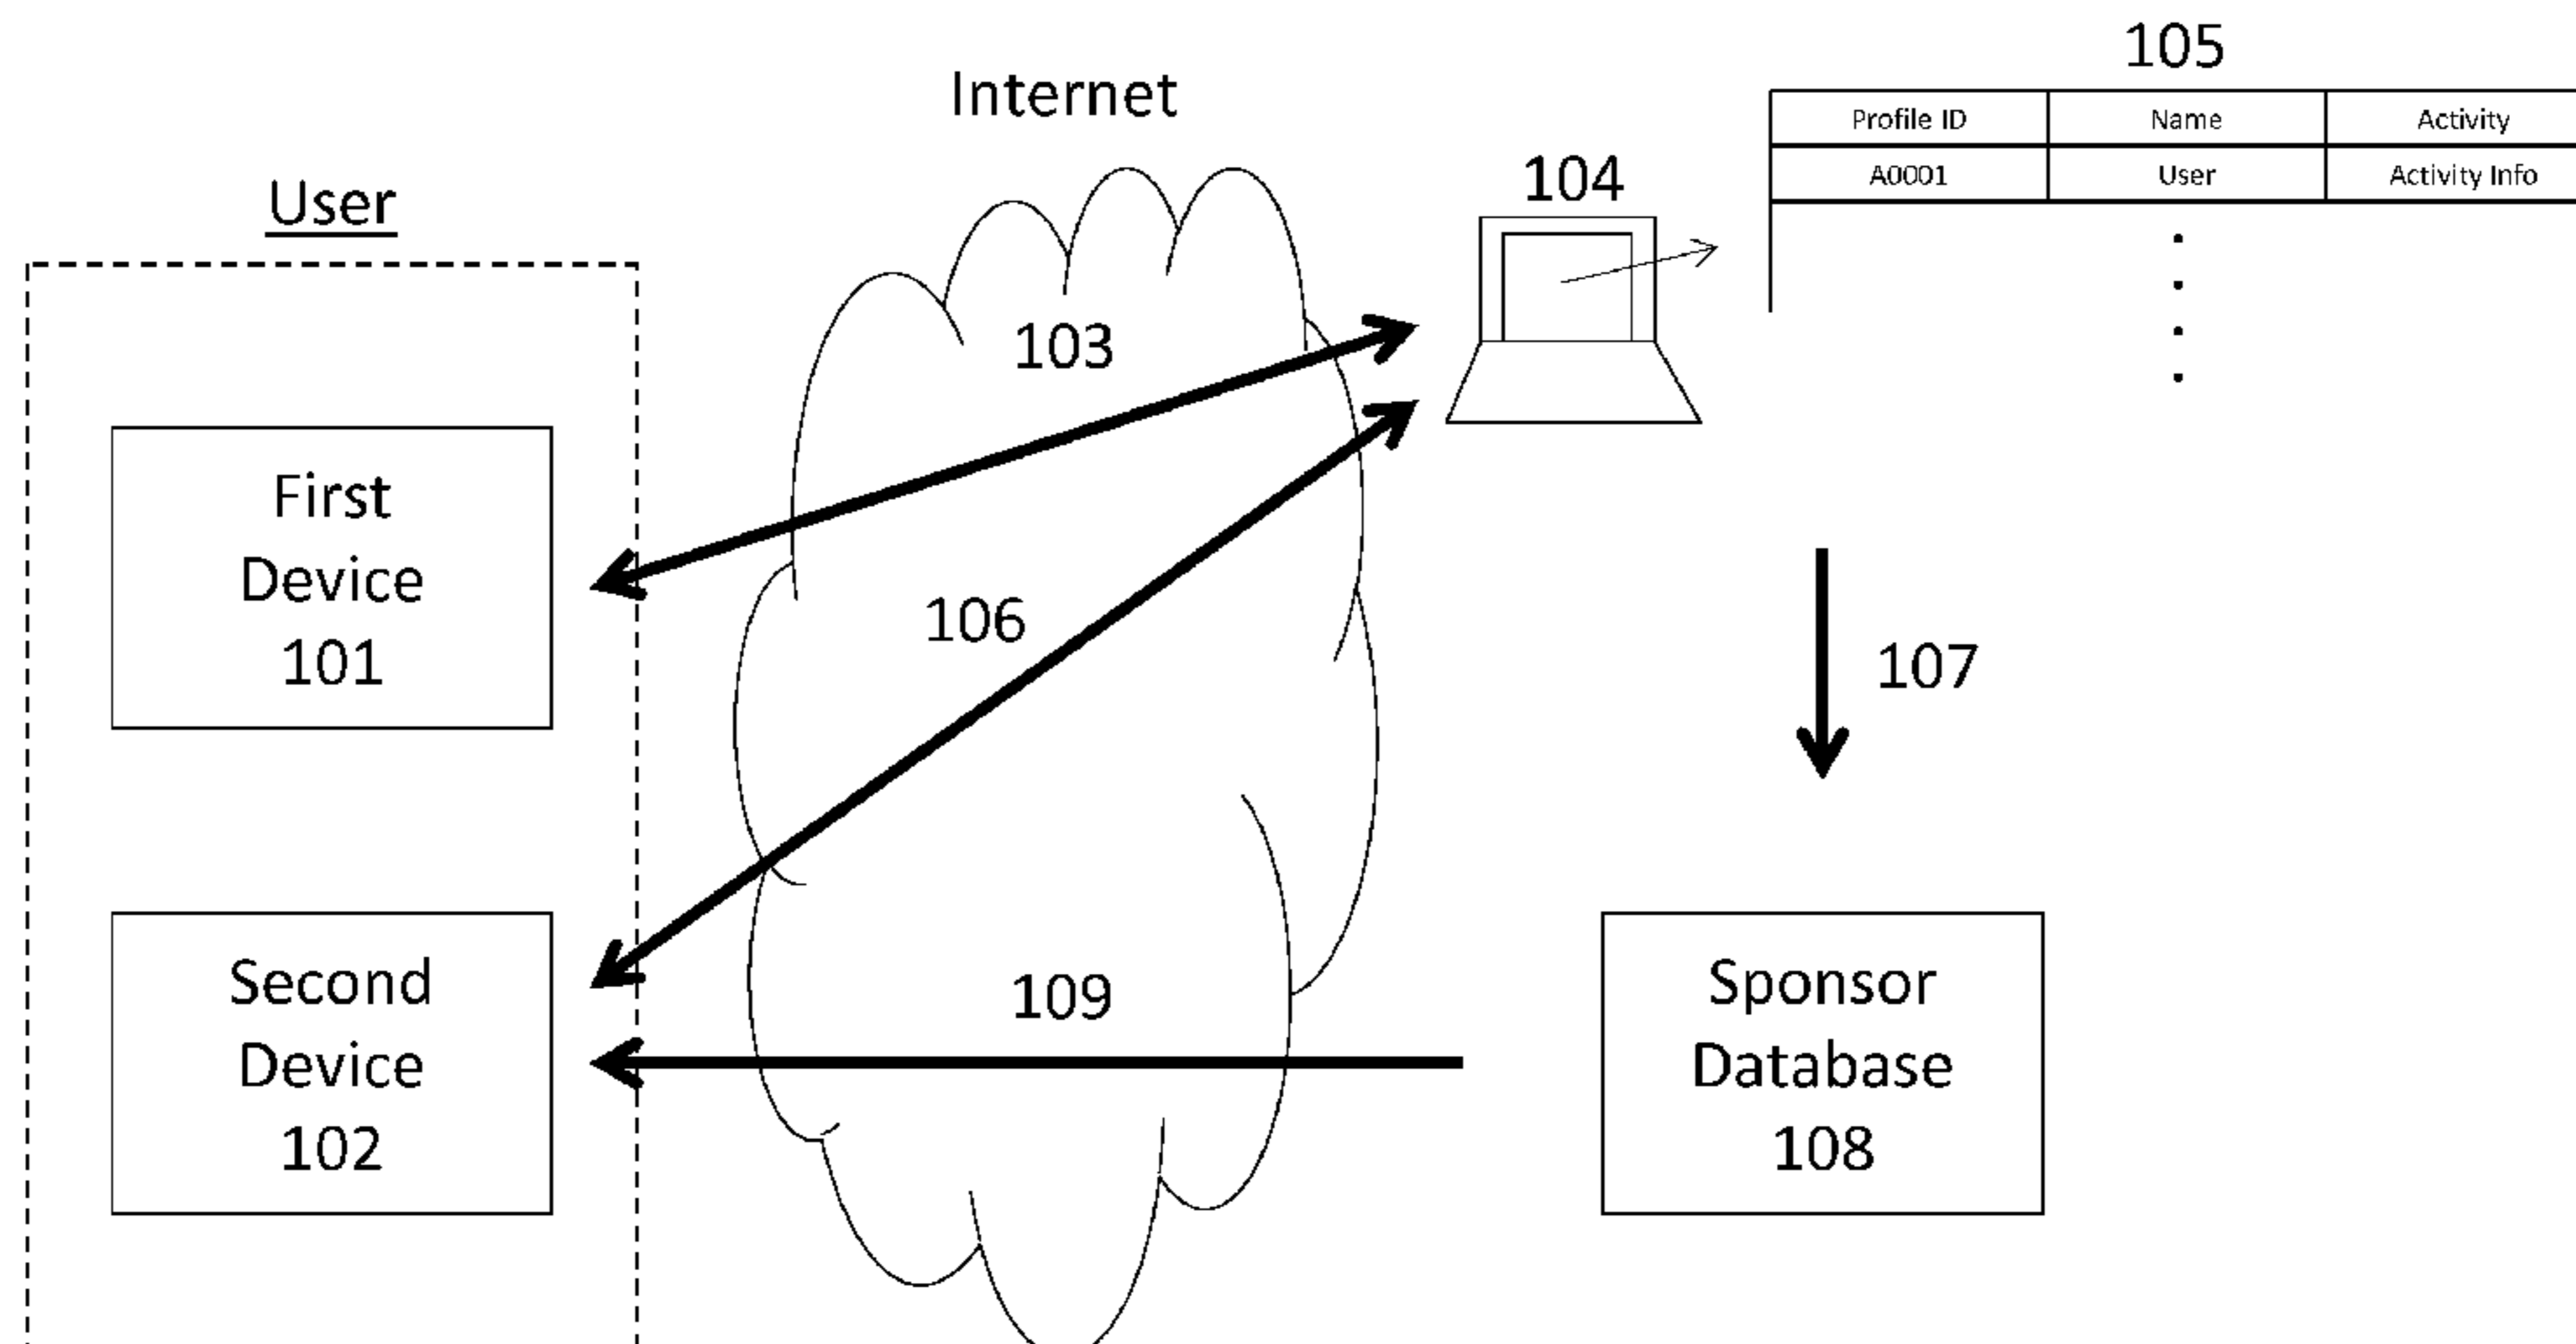 105
Internet
Profile ID Name Activity
104
A0001 User Activity Info
User
103
First
Device
101
106
107
Second
Device
102
109
Sponsor
Database
108